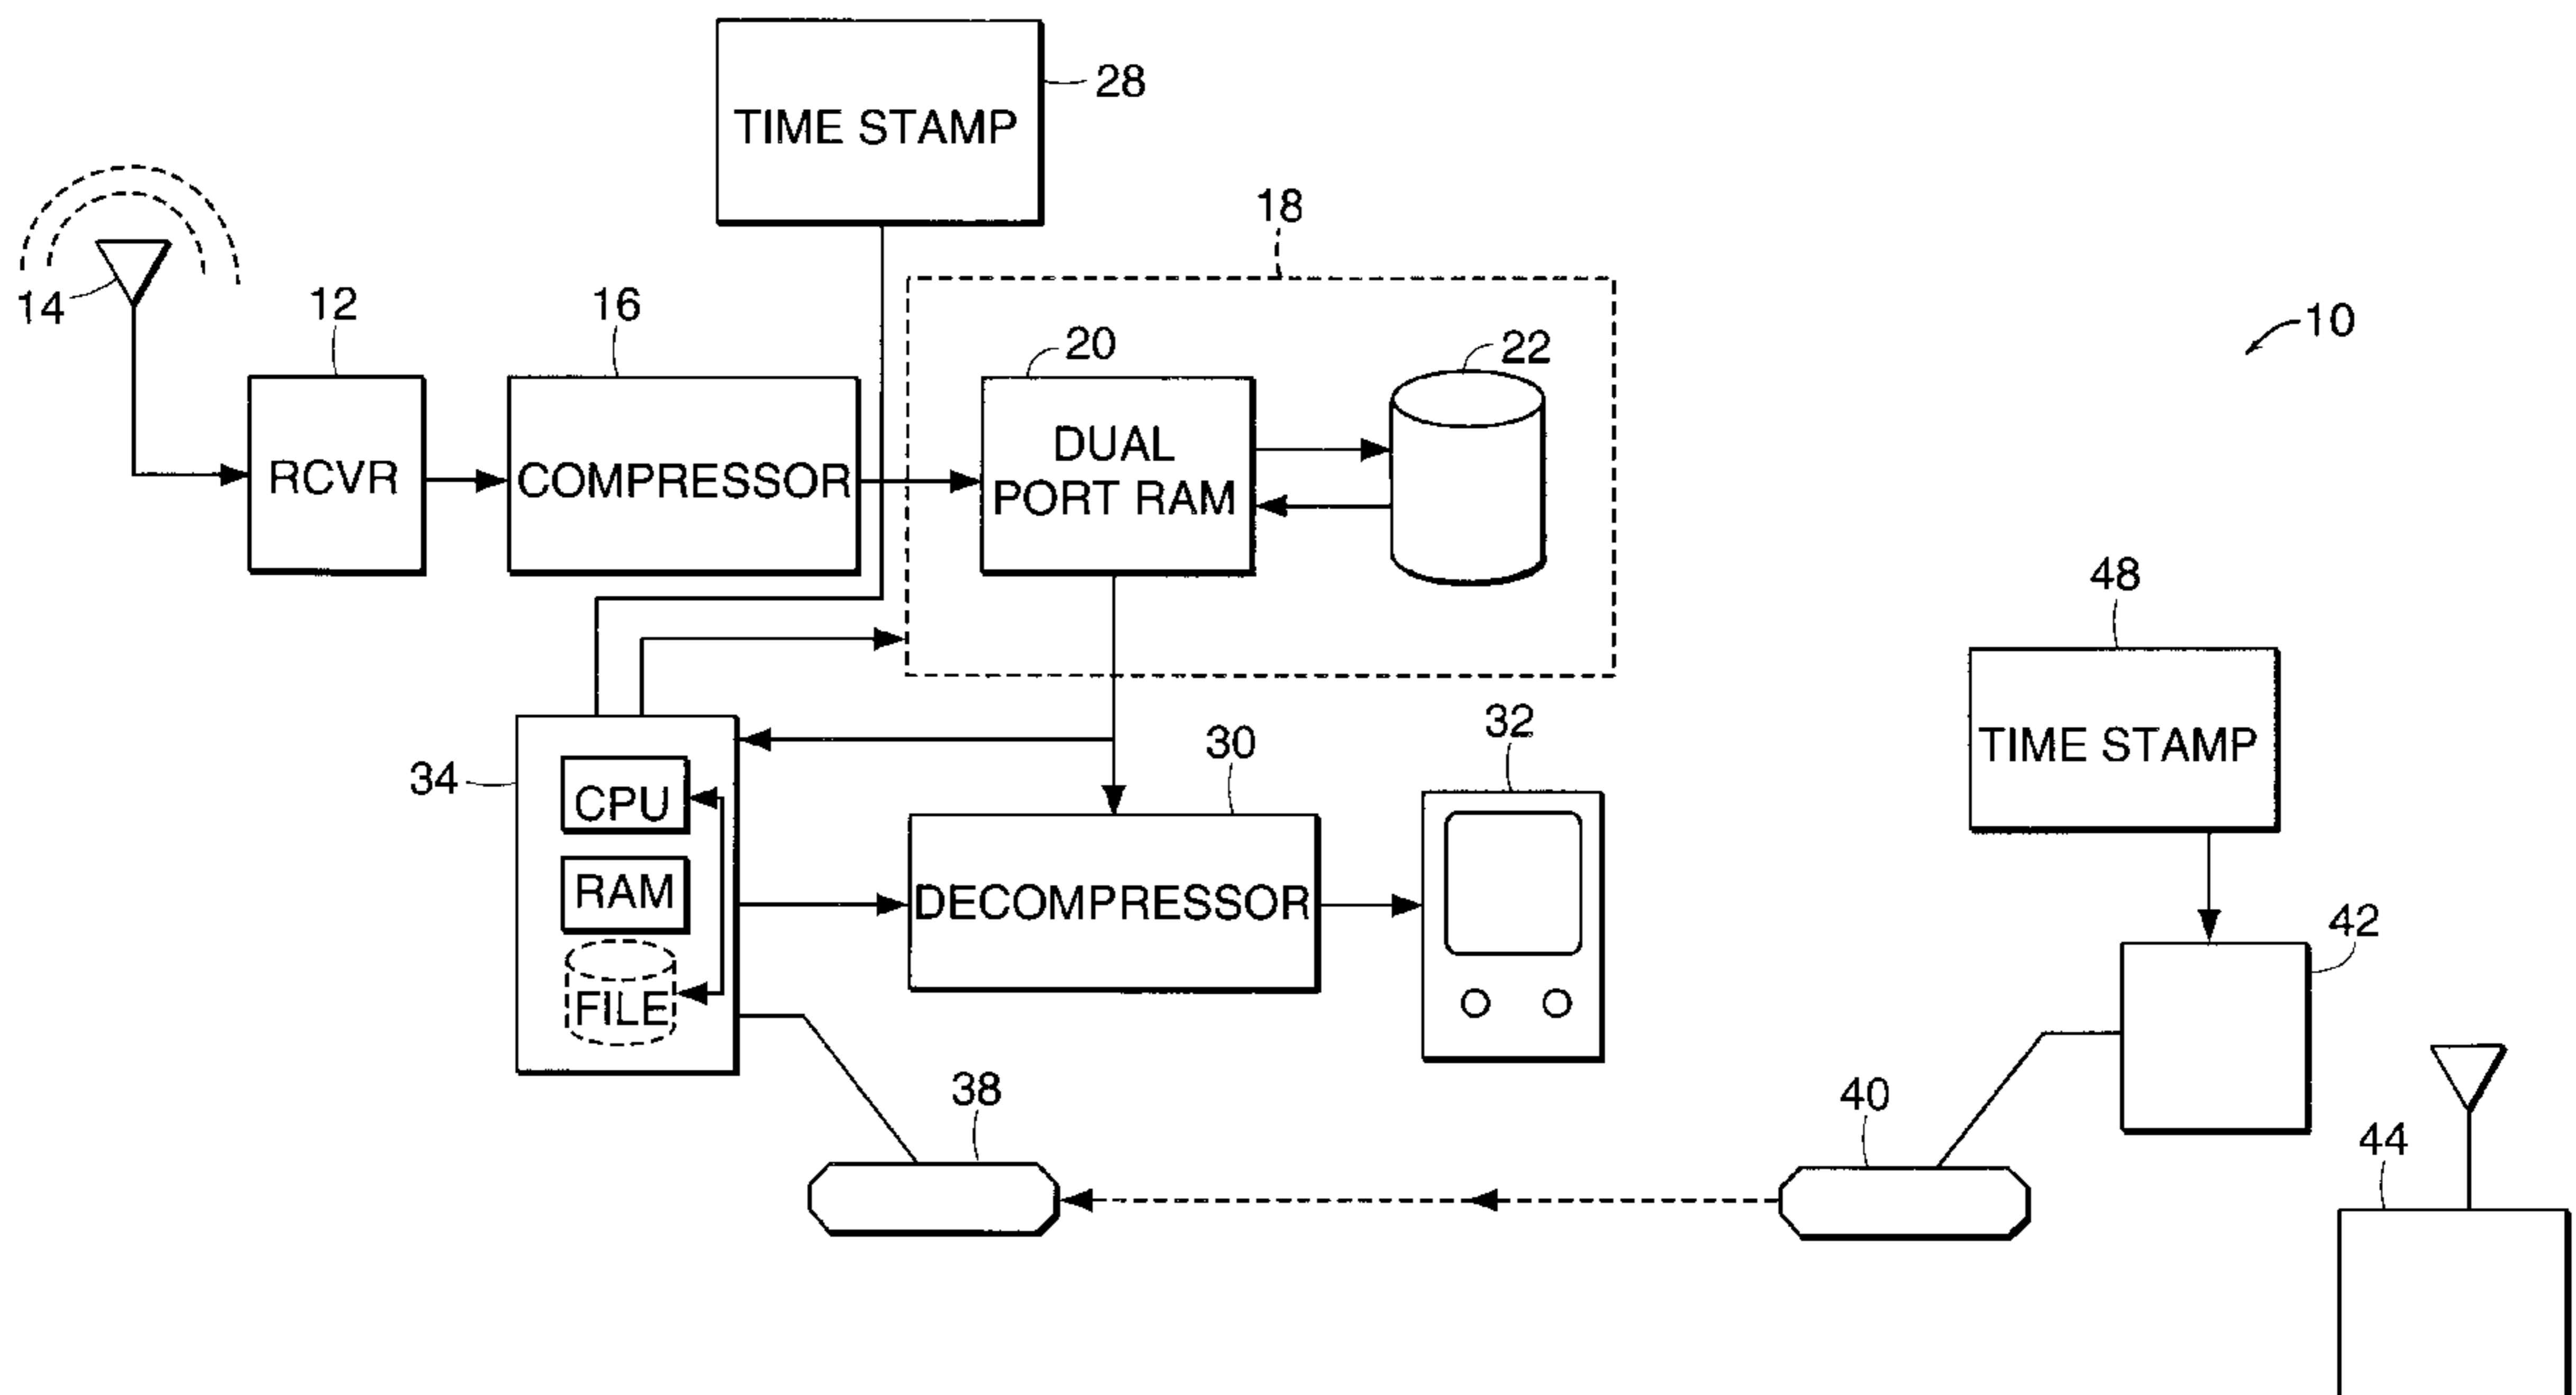 28
TIME STAMP
18
14
12
16
20
22
10
RCVR
COMPRESSOR
DUAL
PORT RAM
48
TIME STAMP
34
30
32
CPU
RAM
FILE
DECOMPRESSOR
42
38
40
44